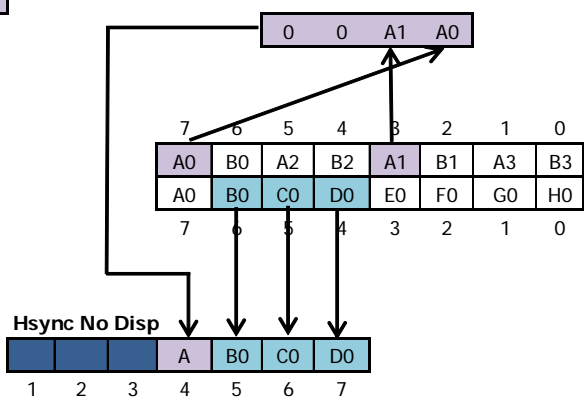 0 0 A1 A0
7 6 5 4 3 2 1 0
A0 B0 A2 B2 A1 B1 A3 B3
A0 B0 C0 D0 E0 F0 G0 H0
7 6 5 4 3 2 1 0
Hsync No Disp
A B0 C0 D0
1 2 3 4 5 6 7